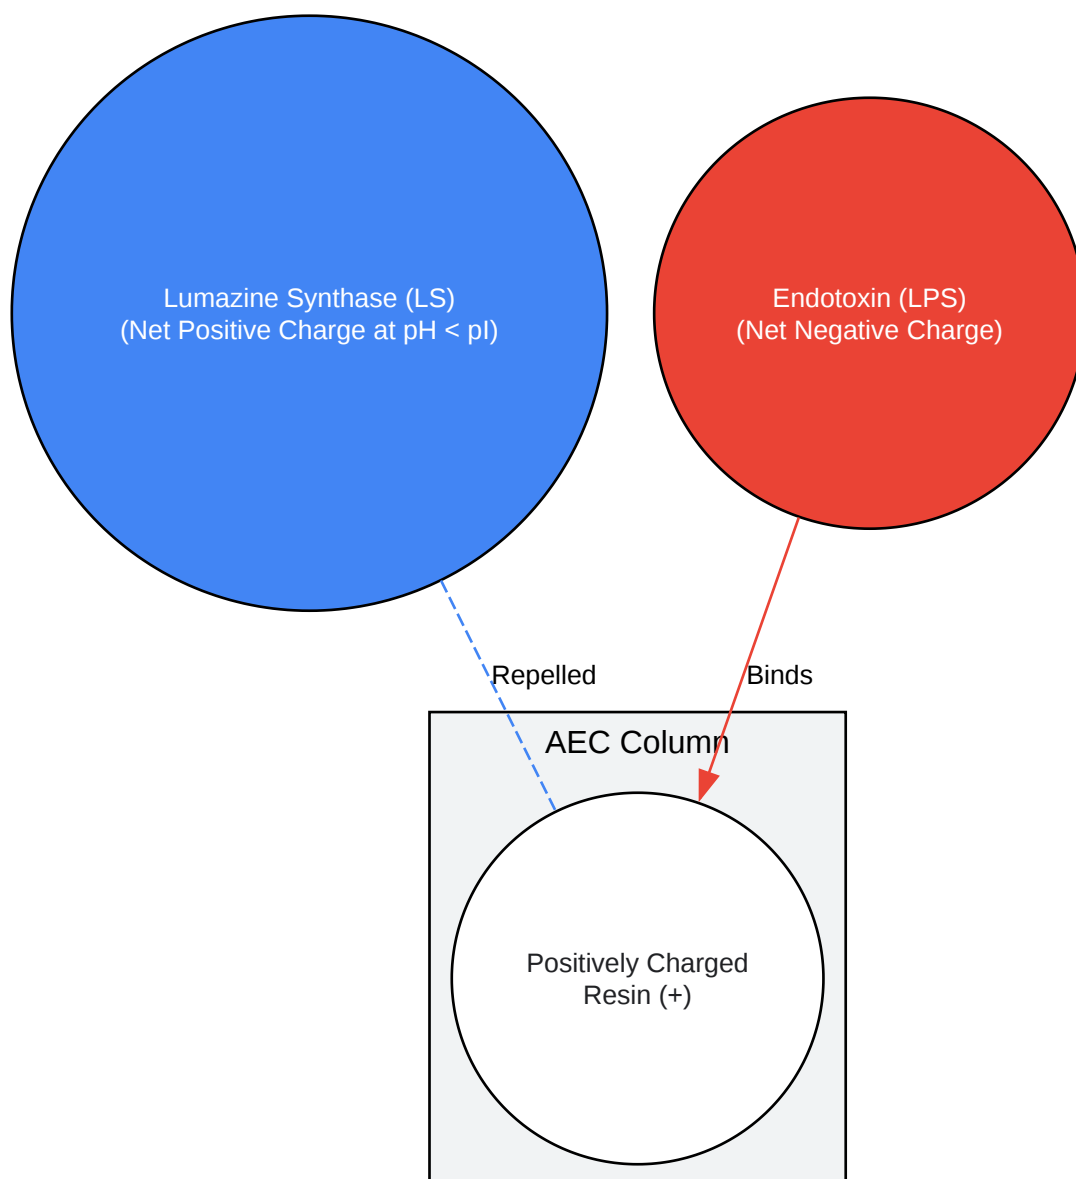 Lumazine Synthase (LS)
(Net Positive Charge at pH < pI)
Endotoxin (LPS)
(Net Negative Charge)
Repelled
Binds
AEC Column
Positively Charged
Resin (+)